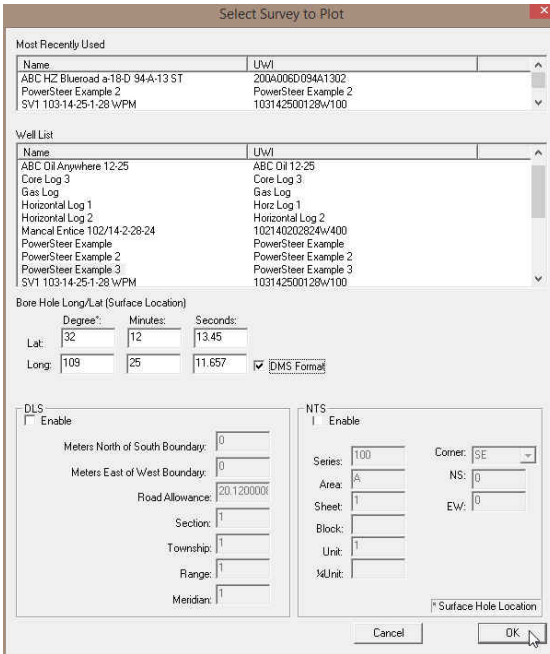 Select Survey to Plot
Most Recently Used
Name UWI
ABC HZ Blueroad a-18-D 94-A-13 ST 200A006D094A1302
PowerSteer Example 2 PowerSteer Example 2
SV1 103-14-25-1-28 WPM 103142500128W100
Well List
Name UWI
ABC Oil Anywhere 12-25 ABC Oil 12-25
Core Log 3 Core Log 3
Gas Log Gas Log
Horizontal Log 1 Horz Log 1
Horizontal Log 2 Horizontal Log 2
Mancal Entice 102/14-2-28-24 102140202824W400
PowerSteer Example PowerSteer Example
PowerSteer Example 2 PowerSteer Example 2
PowerSteer Example 3 PowerSteer Example 3
SV1 103-14-25-1-28 WPM 103142500128W100
Bore Hole Long/Lat (Surface Location)
Degree°: Minutes: Seconds:
Lat: 32 12 13.45
Long: 109 25 11.657 DMS Format
DLS
Enable
Meters North of South Boundary: 0
Meters East of West Boundary: 0
Road Allowance: 20.1200008
Section: 1
Township: 1
Range: 1
Meridian: 1
NTS
Enable
Series: 100
Area: A
Sheet: 1
Block:
Unit: 1
¼Unit:
Corner: SE
NS: 0
EW: 0
* Surface Hole Location
Cancel OK